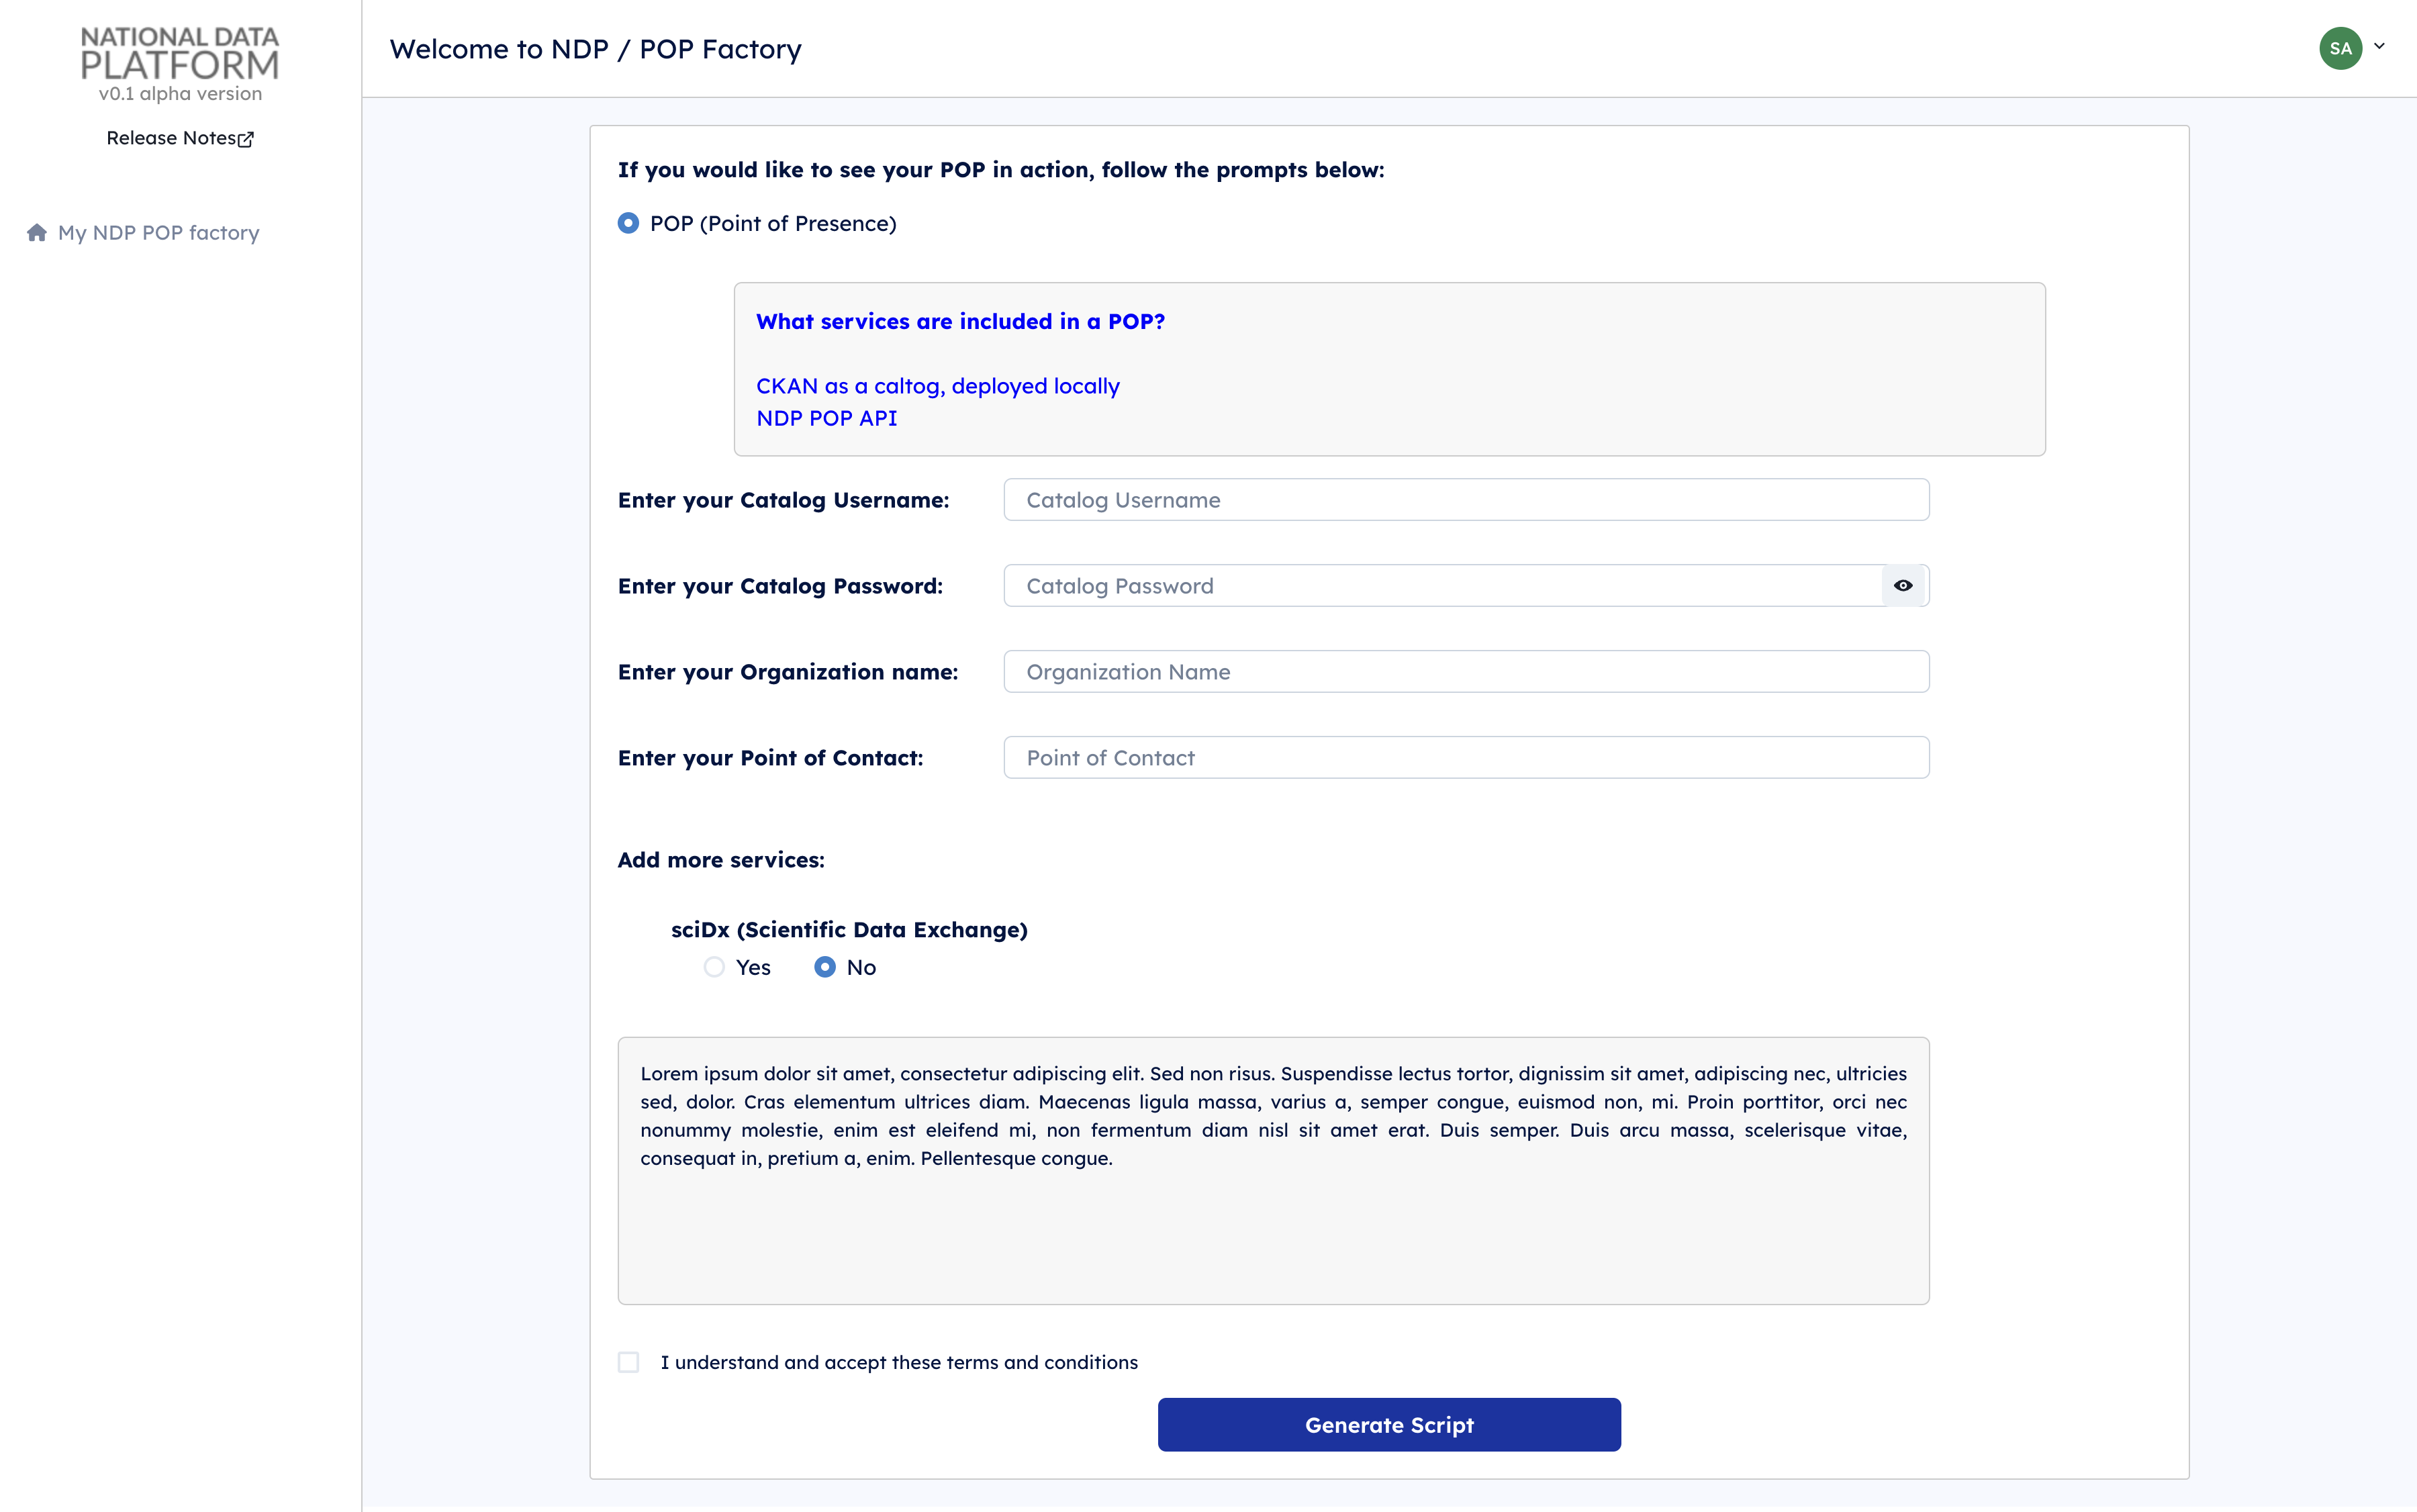 NATIONAL DATA
PLATFORM
v0.1 alpha version
Release Notes
My NDP POP factory
Welcome to NDP / POP Factory
SA
If you would like to see your POP in action, follow the prompts below:
POP (Point of Presence)
What services are included in a POP?
CKAN as a caltog, deployed locally
NDP POP API
Enter your Catalog Username:
Catalog Username
Enter your Catalog Password:
Catalog Password
Enter your Organization name:
Organization Name
Enter your Point of Contact:
Point of Contact
Add more services:
sciDx (Scientific Data Exchange)
Yes No
Lorem ipsum dolor sit amet, consectetur adipiscing elit. Sed non risus. Suspendisse lectus tortor, dignissim sit amet, adipiscing nec, ultricies
sed, dolor. Cras elementum ultrices diam. Maecenas ligula massa, varius a, semper congue, euismod non, mi. Proin porttitor, orci nec
nonummy molestie, enim est eleifend mi, non fermentum diam nisl sit amet erat. Duis semper. Duis arcu massa, scelerisque vitae,
consequat in, pretium a, enim. Pellentesque congue.
I understand and accept these terms and conditions
Generate Script